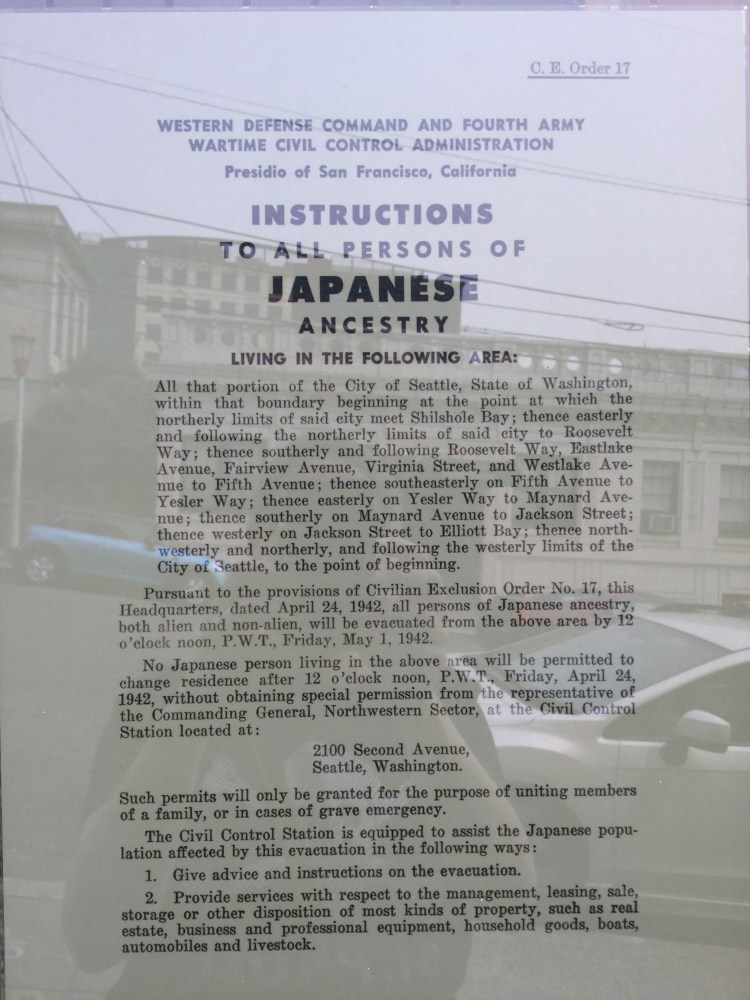 C. E. Order 17
WESTERN DEFENSE COMMAND AND FOURTH ARMY
WARTIME CIVIL CONTROL ADMINISTRATION
Presidio of San Francisco, California
INSTRUCTIONS
TO ALL PERSONS OF
JAPANESE
ANCESTRY
LIVING IN THE FOLLOWING AREA:
All that portion of the City of Seattle, State of Washington,
within that boundary beginning at the point at which the
northerly limits of said city meet Shilshole Bay; thence easterly
and following the northerly limits of said city to Roosevelt
Way; thence southerly and following Roosevelt Way, Eastlake
Avenue, Fairview Avenue, Virginia Street, and Westlake Ave-
nue to Fifth Avenue; thence southeasterly on Fifth Avenue to
Yesler Way; thence easterly on Yesler Way to Maynard Ave-
nue; thence southerly on Maynard Avenue to Jackson Street;
thence westerly on Jackson Street to Elliott Bay; thence north-
westerly and northerly, and following the westerly limits of the
City of Seattle, to the point of beginning.
Pursuant to the provisions of Civilian Exclusion Order No. 17, this
Headquarters, dated April 24, 1942, all persons of Japanese ancestry,
both alien and non-alien, will be evacuated from the above area by 12
o'clock noon, P.W.T., Friday, May 1, 1942.
No Japanese person living in the above area will be permitted to
change residence after 12 o'clock noon, P.W.T., Friday, April 24,
1942, without obtaining special permission from the representative of
the Commanding General, Northwestern Sector, at the Civil Control
Station located at:
2100 Second Avenue,
Seattle, Washington.
Such permits will only be granted for the purpose of uniting members
of a family, or in cases of grave emergency.
The Civil Control Station is equipped to assist the Japanese popu-
lation affected by this evacuation in the following ways:
1. Give advice and instructions on the evacuation.
2. Provide services with respect to the management, leasing, sale,
storage or other disposition of most kinds of property, such as real
estate, business and professional equipment, household goods, boats,
automobiles and livestock.